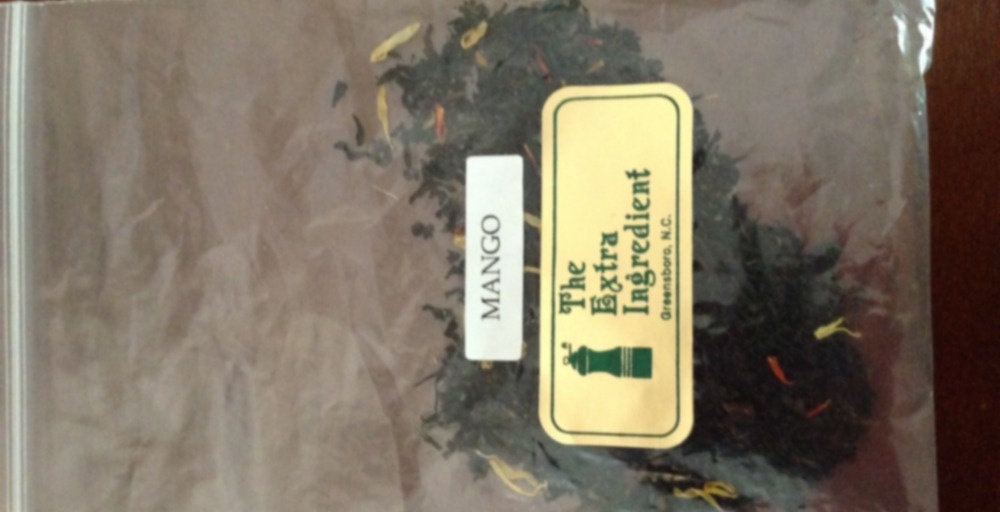 MANGO
The
Extra
Ingredient
Greensboro, N.C.